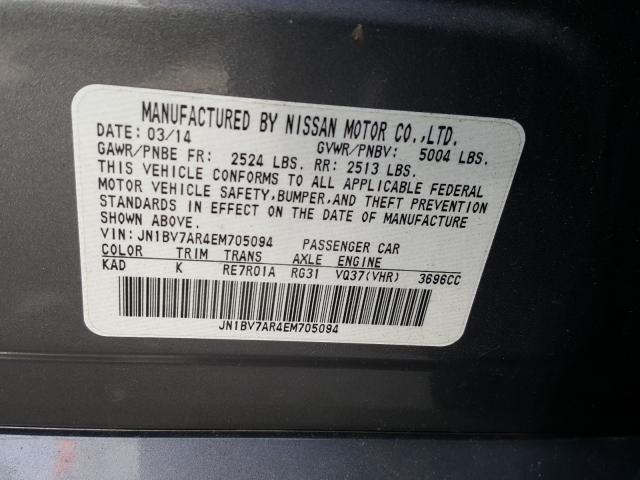 MANUFACTURED BY NISSAN MOTOR CO.,LTD.
DATE: 03/14 GVWR/PNBV: 5004 LBS.
GAWR/PNBE FR: 2524 LBS. RR: 2513 LBS.
THIS VEHICLE CONFORMS TO ALL APPLICABLE FEDERAL
MOTOR VEHICLE SAFETY,BUMPER,AND THEFT PREVENTION
STANDARDS IN EFFECT ON THE DATE OF MANUFACTURE
SHOWN ABOVE.
VIN:JN1BV7AR4EM705094 PASSENGER CAR
COLOR TRIM TRANS AXLE ENGINE
KAD K RE7R01A RG31 VQ37(VHR) 3696CC
JN1BV7AR4EM705094